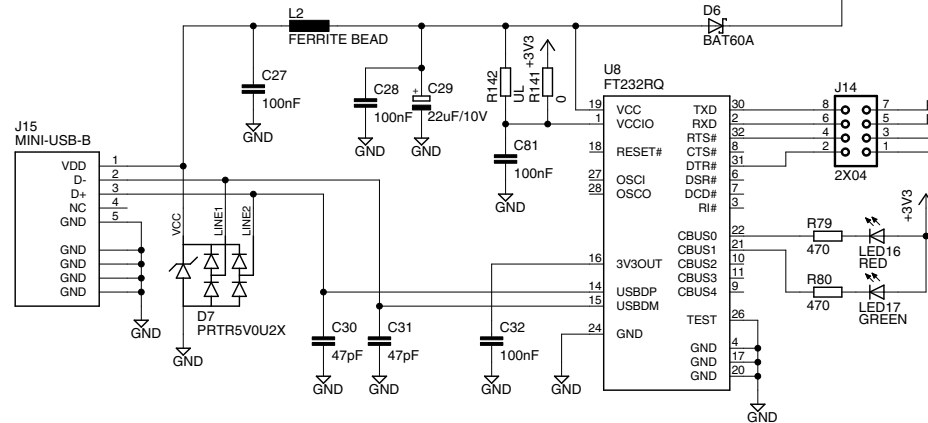 L2
FERRITE BEAD
D6
BAT60A
C27
100nF
GND
C28
100nF
GND
+
C29
22uF/10V
GND
R142
UL
R141
0
+3V3
C81
100nF
GND
U8
FT232RQ
19 VCC TXD 30
1 VCCIO RXD 2
RTS# 32
18 RESET# CTS# 8
DTR# 31
27 OSCI DSR# 6
28 OSCO DCD# 7
RI# 3
CBUS0 22
CBUS1 21
16 3V3OUT CBUS2 10
CBUS3 11
14 USBDP CBUS4 9
15 USBDM
TEST 26
24 GND
GND 4
GND 17
GND 20
GND
J14
8 7
6 5
4 3
2 1
2X04
+3V3
R79
470
LED16
RED
R80
470
LED17
GREEN
J15
MINI-USB-B
VDD 1
D- 2
D+ 3
NC 4
GND 5
GND
GND
GND
GND
GND
VCC
LINE1
LINE2
D7
PRTR5V0U2X
GND
C30
47pF
GND
C31
47pF
GND
C32
100nF
GND
GND